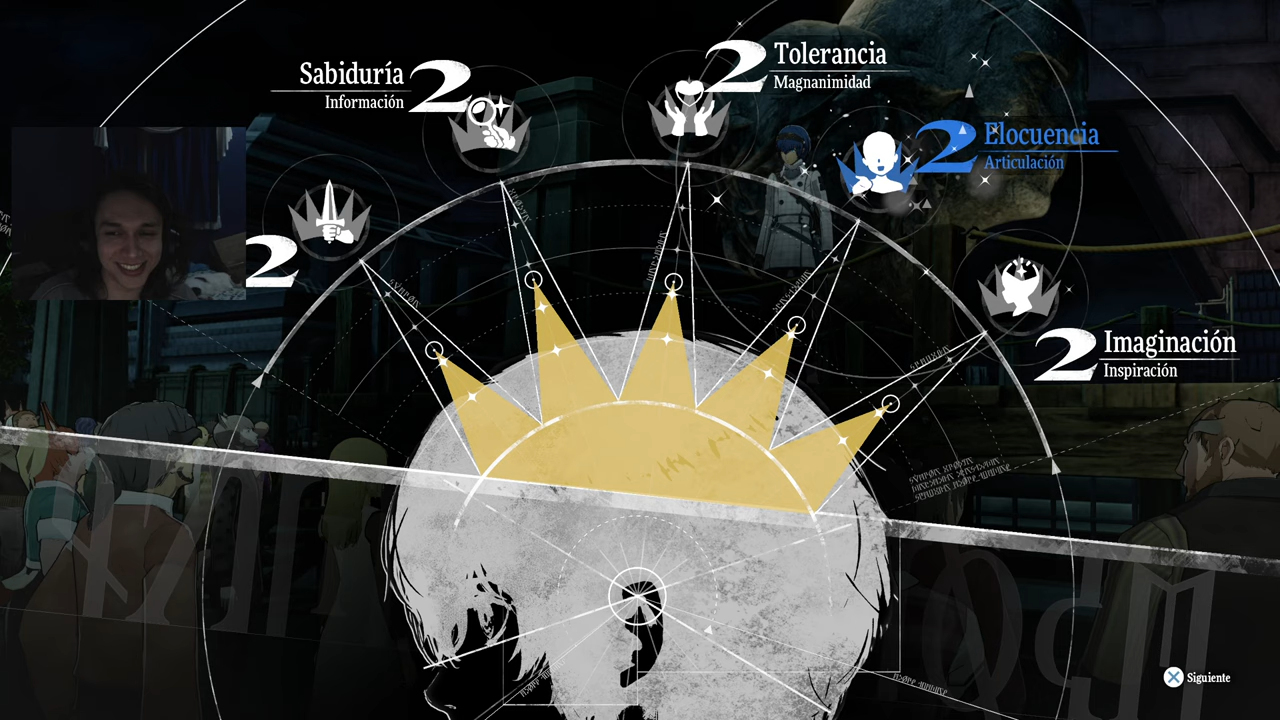 Sabiduría
Información
2
2
Tolerancia
Magnanimidad
2
Elocuencia
Articulación
2
2
Imaginación
Inspiración
Siguiente